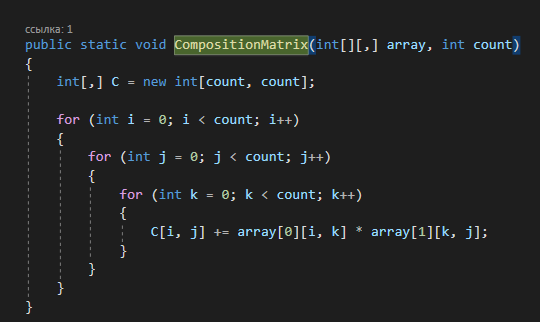 ссылка: 1
public static void CompositionMatrix(int[][,] array, int count)
{
    int[,] C = new int[count, count];
    for (int i = 0; i < count; i++)
    {
        for (int j = 0; j < count; j++)
        {
            for (int k = 0; k < count; k++)
            {
                C[i, j] += array[0][i, k] * array[1][k, j];
            }
        }
    }
}